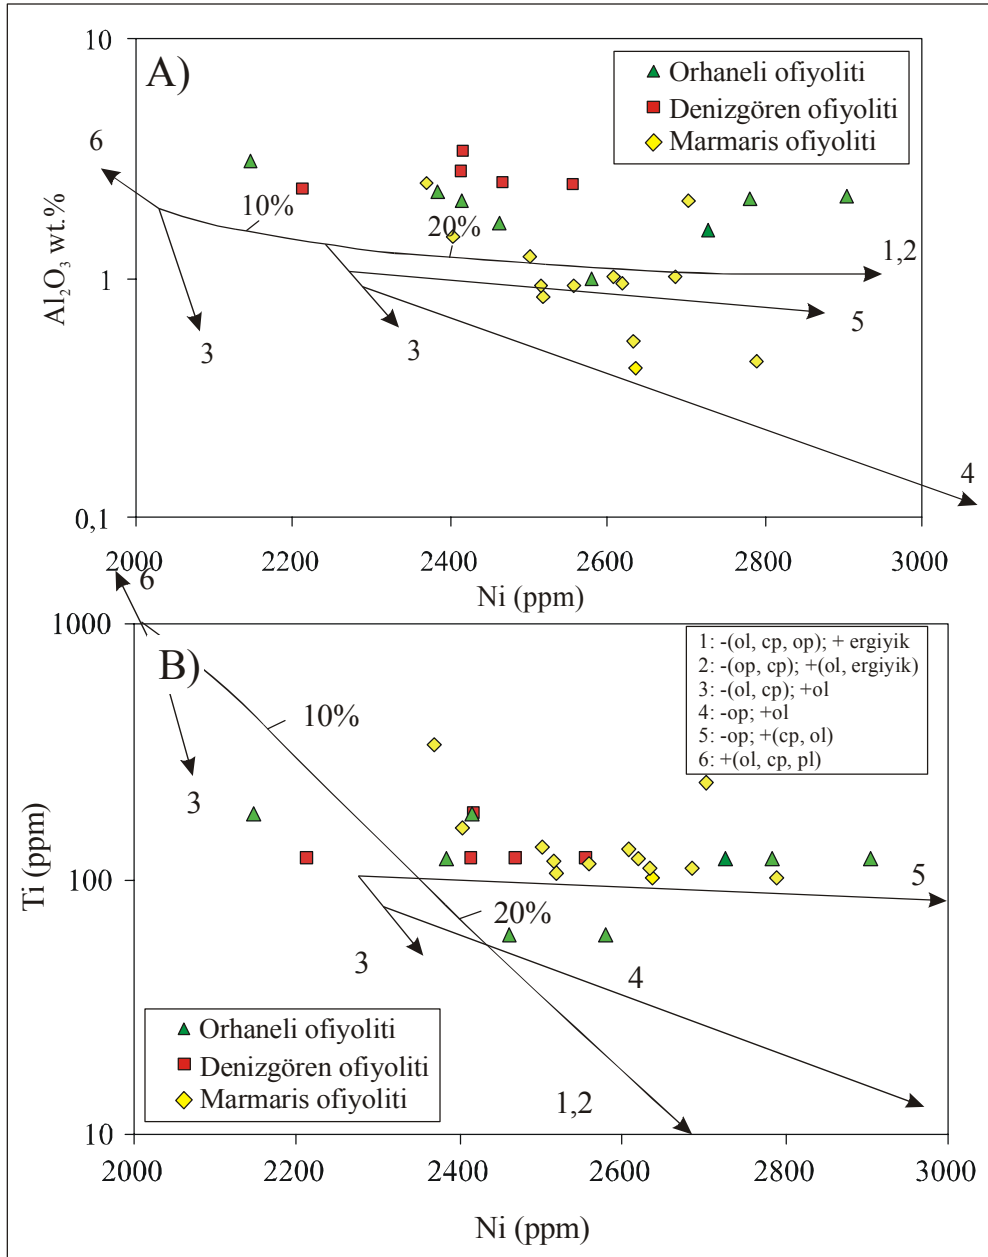 A)
10
1
0,1
Al₂O₃ wt.%
Orhaneli ofiyoliti
Denizgören ofiyoliti
Marmaris ofiyoliti
6
10%
20%
1,2
3
3
5
4
2000 2200 2400 2600 2800 3000
Ni (ppm)
6
B)
1000
100
10
Ti (ppm)
1: -(ol, cp, op); + ergiyik
2: -(op, cp); +(ol, ergiyik)
3: -(ol, cp); +ol
4: -op; +ol
5: -op; +(cp, ol)
6: +(ol, cp, pl)
10%
3
5
20%
3
4
1,2
Orhaneli ofiyoliti
Denizgören ofiyoliti
Marmaris ofiyoliti
2000 2200 2400 2600 2800 3000
Ni (ppm)